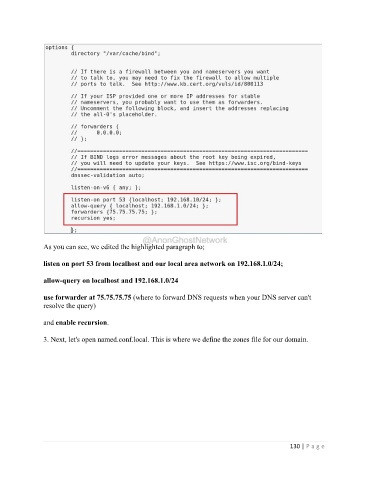 options {
directory "/var/cache/bind";
// If there is a firewall between you and nameservers you want
// to talk to, you may need to fix the firewall to allow multiple
// ports to talk. See http://www.kb.cert.org/vuls/id/800113
// If your ISP provided one or more IP addresses for stable
// nameservers, you probably want to use them as forwarders.
// Uncomment the following block, and insert the addresses replacing
// the all-0's placeholder.
// forwarders {
// 0.0.0.0;
// };
//========================================================================
// If BIND logs error messages about the root key being expired,
// you will need to update your keys. See https://www.isc.org/bind-keys
//========================================================================
dnssec-validation auto;
listen-on-v6 { any; };
listen-on port 53 {localhost; 192.168.10/24; };
allow-query { localhost; 192.168.1.0/24; };
forwarders {75.75.75.75; };
recursion yes;
};
@AnonGhostNetwork
As you can see, we edited the highlighted paragraph to;
listen on port 53 from localhost and our local area network on 192.168.1.0/24;
allow-query on localhost and 192.168.1.0/24
use forwarder at 75.75.75.75 (where to forward DNS requests when your DNS server can't
resolve the query)
and enable recursion.
3. Next, let's open named.conf.local. This is where we define the zones file for our domain.
130 | P a g e